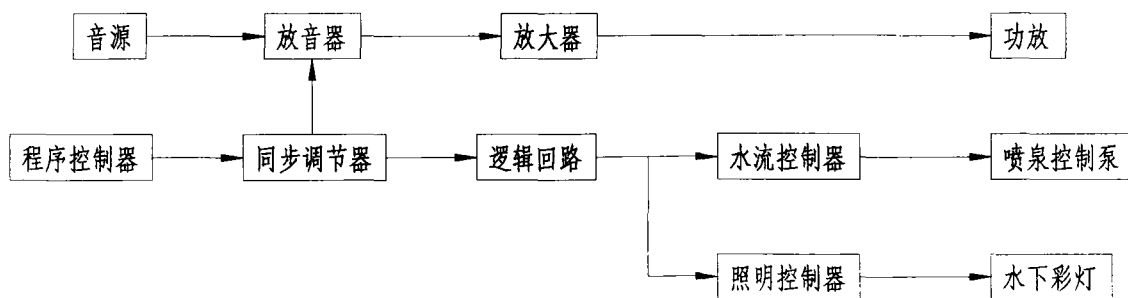 音源
放音器
放大器
功放
程序控制器
同步调节器
逻辑回路
水流控制器
喷泉控制泵
照明控制器
水下彩灯